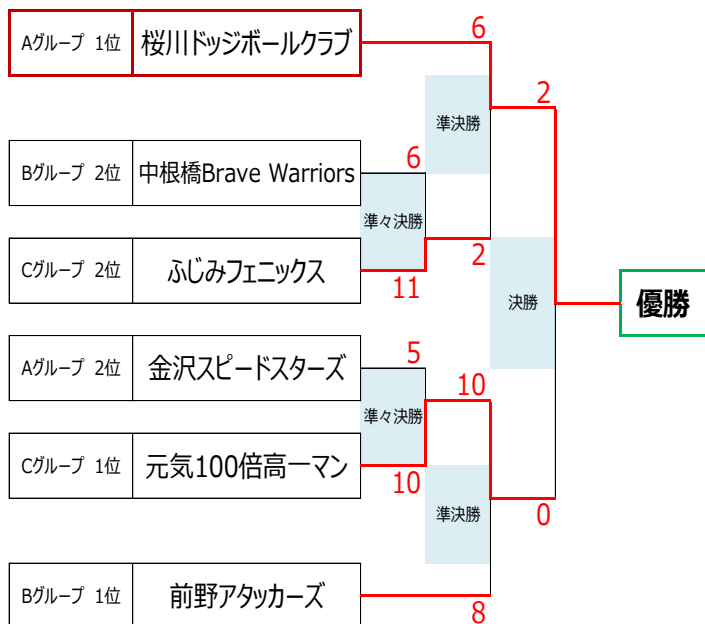 Aグループ 1位 桜川ドッジボールクラブ
6
2
準決勝
Bグループ 2位 中根橋Brave Warriors
6
準々決勝
Cグループ 2位 ふじみフェニックス
2
11
決勝
優勝
Aグループ 2位 金沢スピードスターズ
5
10
準々決勝
Cグループ 1位 元気100倍高一マン
10
準決勝
0
Bグループ 1位 前野アタッカーズ
8